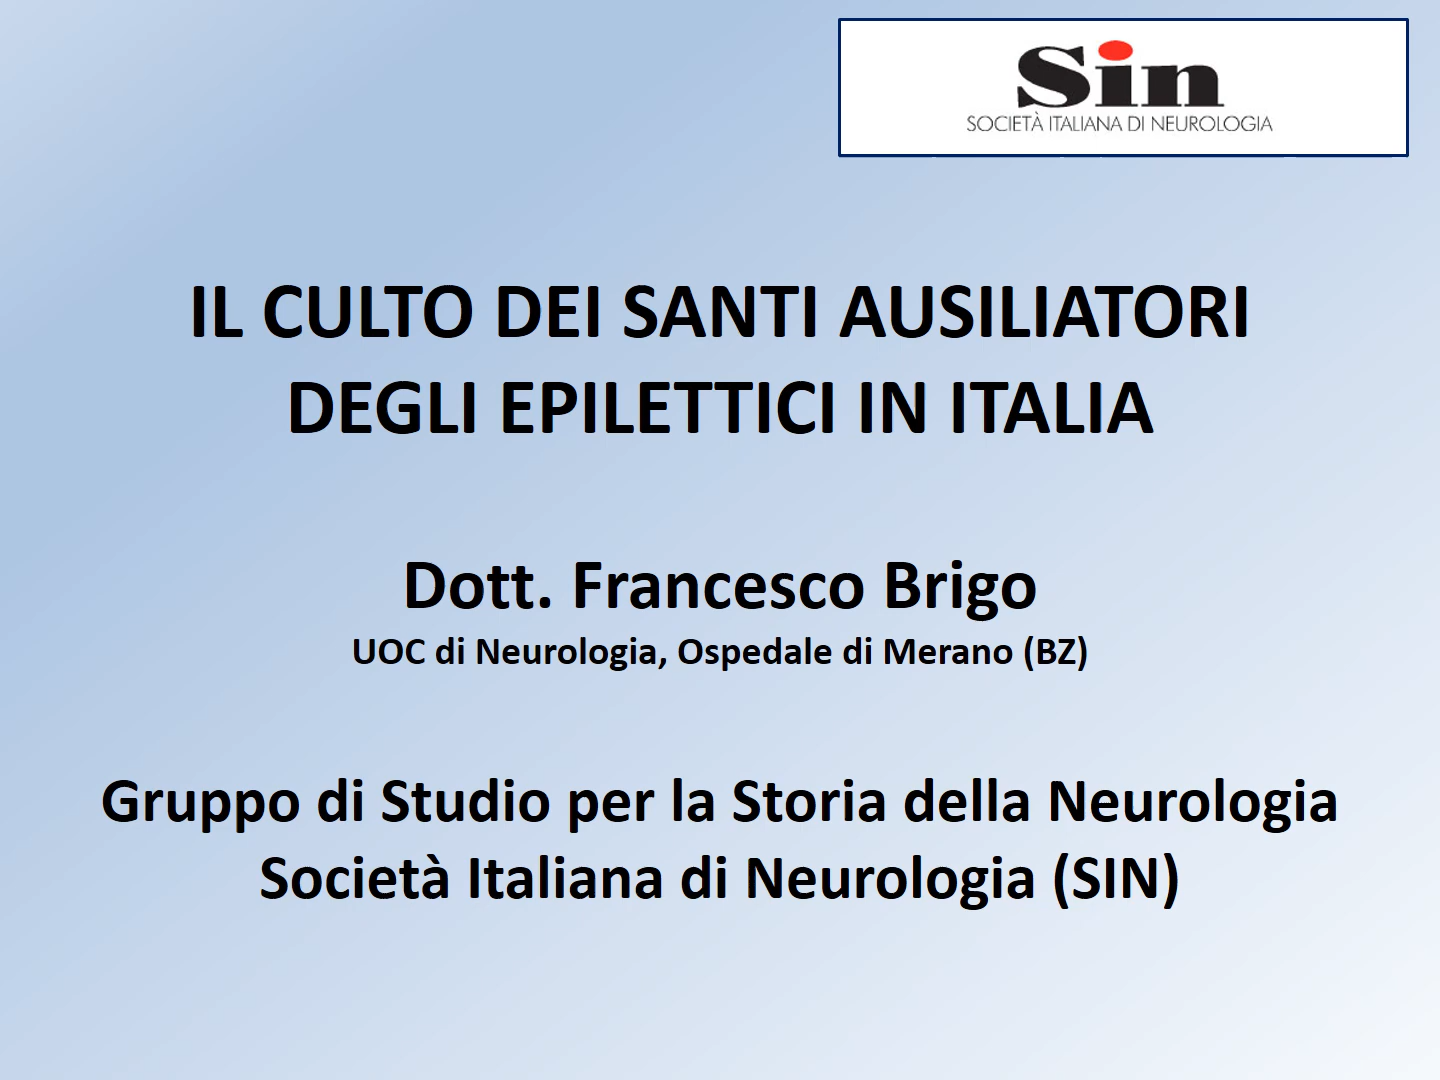 Sin
SOCIETÀ ITALIANA DI NEUROLOGIA
IL CULTO DEI SANTI AUSILIATORI
DEGLI EPILETTICI IN ITALIA
Dott. Francesco Brigo
UOC di Neurologia, Ospedale di Merano (BZ)
Gruppo di Studio per la Storia della Neurologia
Società Italiana di Neurologia (SIN)